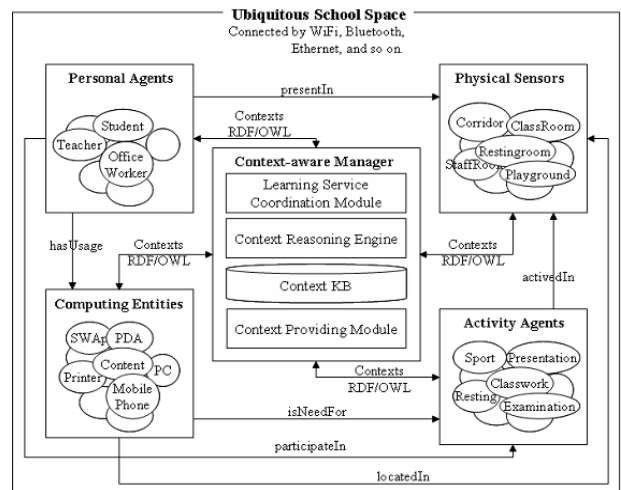 Ubiquitous School Space
Connected by WiFi, Bluetooth,
Ethernet, and so on.
Personal Agents
Student
Teacher
Office
Worker
presentIn
Physical Sensors
Corridor
ClassRoom
Restingroom
StaffRoom
Playground
Contexts
RDF/OWL
Context-aware Manager
Learning Service
Coordination Module
Context Reasoning Engine
Context KB
Context Providing Module
hasUsage
Contexts
RDF/OWL
Contexts
RDF/OWL
activedIn
Computing Entities
SWAp
PDA
Content
PC
Printer
Mobile
Phone
Contexts
RDF/OWL
Activity Agents
Sport
Presentation
Classwork
Resting
Examination
isNeedFor
participateIn
locatedIn